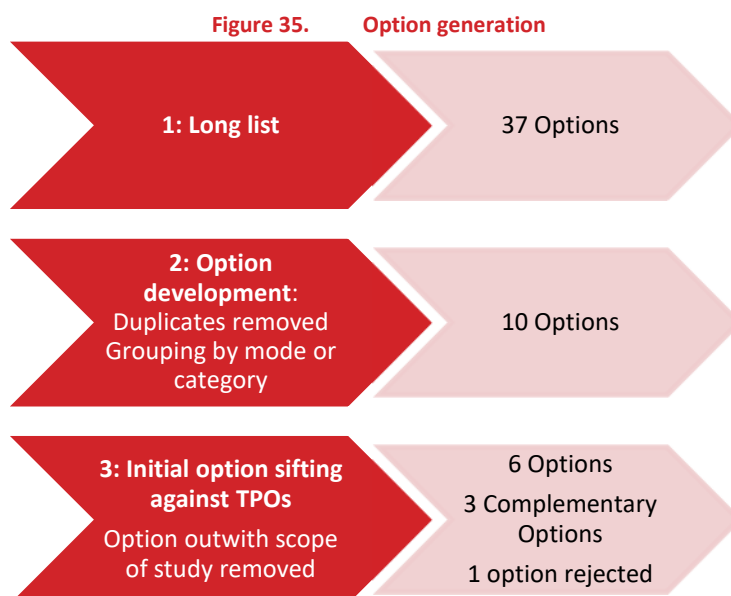 Figure 35. Option generation
1: Long list
37 Options
2: Option
development:
Duplicates removed
Grouping by mode or
category
10 Options
3: Initial option sifting
against TPOs
Option outwith scope
of study removed
6 Options
3 Complementary
Options
1 option rejected